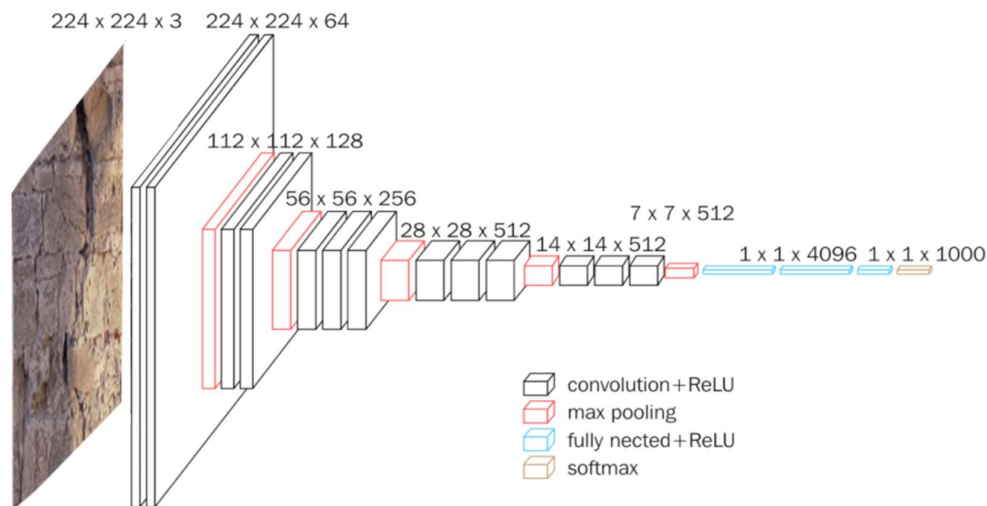 224 x 224 x 3
224 x 224 x 64
112 x 112 x 128
56 x 56 x 256
28 x 28 x 512
14 x 14 x 512
7 x 7 x 512
1 x 1 x 4096
1 x 1 x 1000
convolution+ReLU
max pooling
fully nected+ReLU
softmax